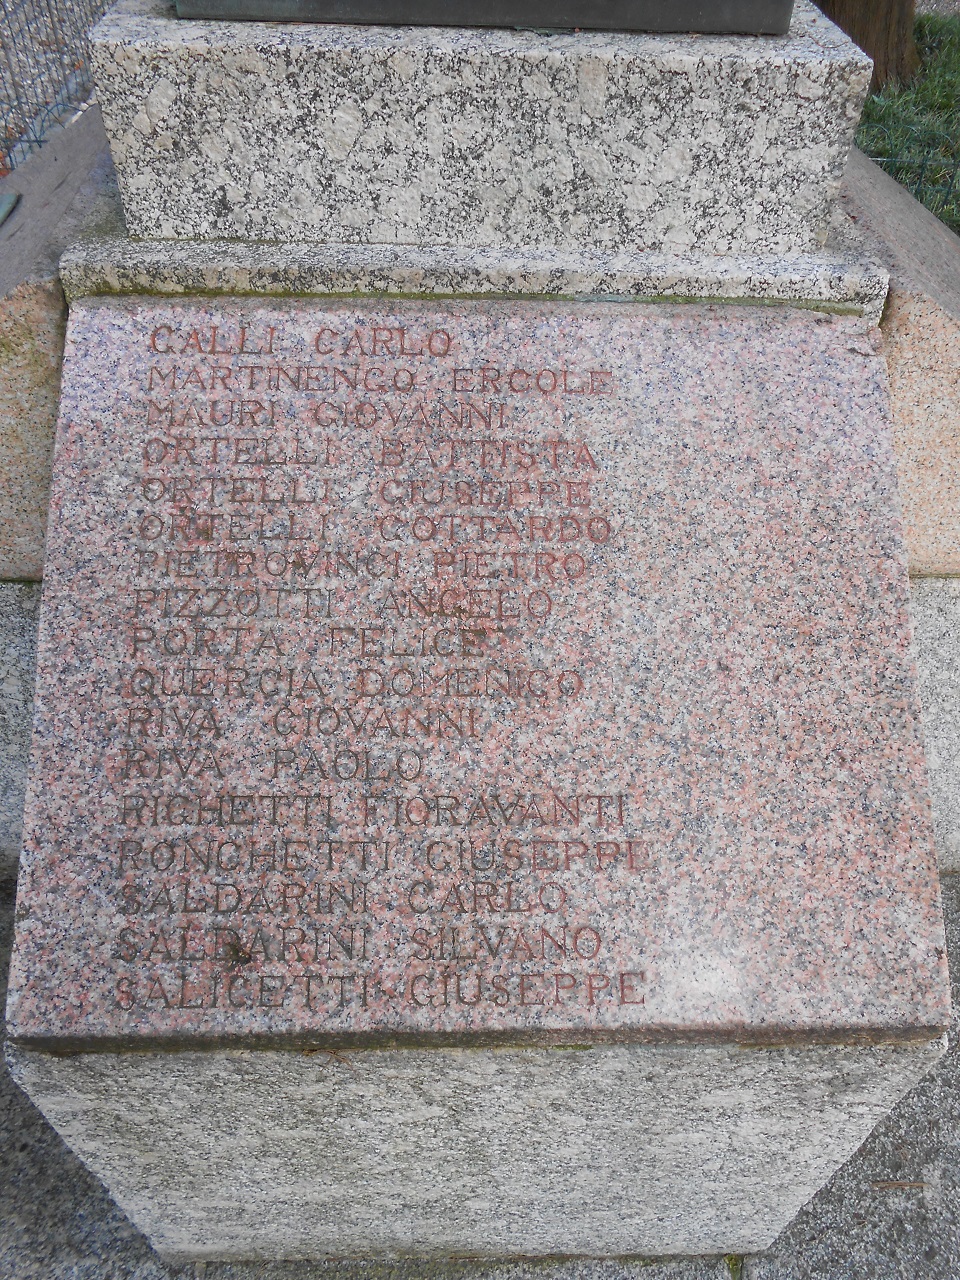 GALLI CARLO
MARTINENGO ERCOLE
MAURI GIOVANNI
ORTELLI BATTISTA
ORTELLI GIUSEPPE
ORTELLI GOTTARDO
PIETROVINCI PIETRO
PIZZOTTI ANGELO
PORTA FELICE
QUERCIA DOMENICO
RIVA GIOVANNI
RIVA PAOLO
RIGHETTI FIORAVANTI
RONCHETTI GIUSEPPE
SALDARINI CARLO
SALDARINI SILVANO
SALICETTI GIUSEPPE